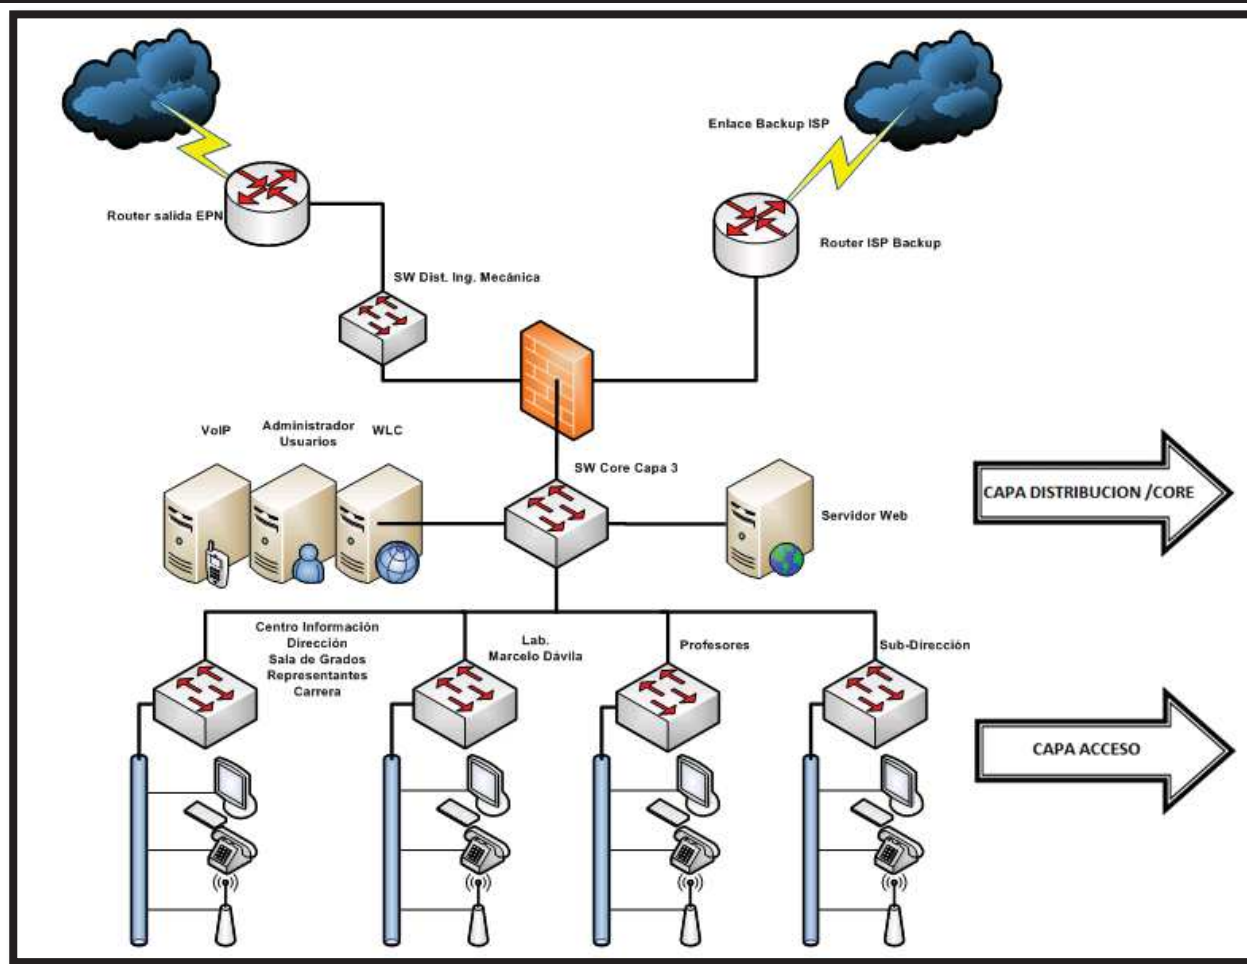 Enlace Backup ISP
Router salida EPN
Router ISP Backup
SW Dist. Ing. Mecánica
VoIP
Administrador
Usuarios
WLC
SW Core Capa 3
Servidor Web
CAPA DISTRIBUCION /CORE
Centro Información
Dirección
Sala de Grados
Representantes
Carrera
Lab.
Marcelo Dávila
Profesores
Sub-Dirección
CAPA ACCESO